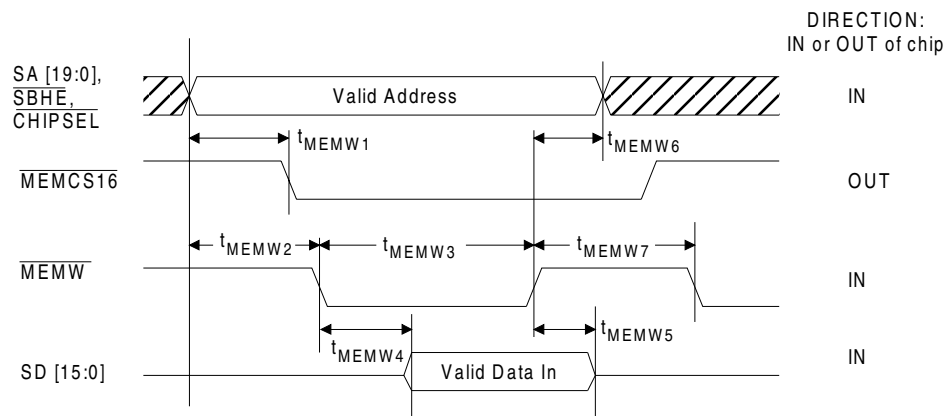 DIRECTION:
IN or OUT of chip
SA [19:0],
SBHE,
CHIPSEL
Valid Address
IN
tMEMW1
tMEMW6
MEMCS16
OUT
tMEMW2
tMEMW3
tMEMW7
MEMW
IN
tMEMW4
tMEMW5
SD [15:0]
Valid Data In
IN